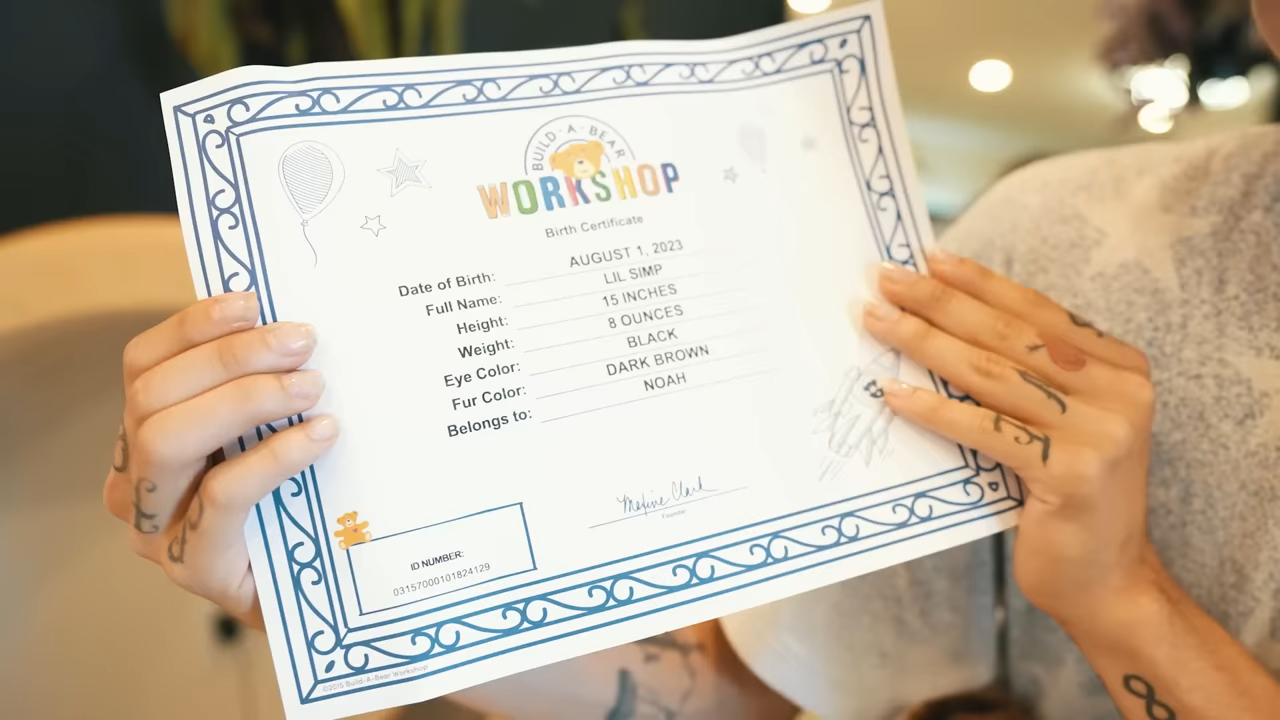 BUILD-A-BEAR
WORKSHOP
Birth Certificate
Date of Birth: AUGUST 1, 2023
Full Name: LIL SIMP
Height: 15 INCHES
Weight: 8 OUNCES
Eye Color: BLACK
Fur Color: DARK BROWN
Belongs to: NOAH
Maxine Clark
Founder
ID NUMBER:
03157000101824129
©2015 Build-A-Bear Workshop